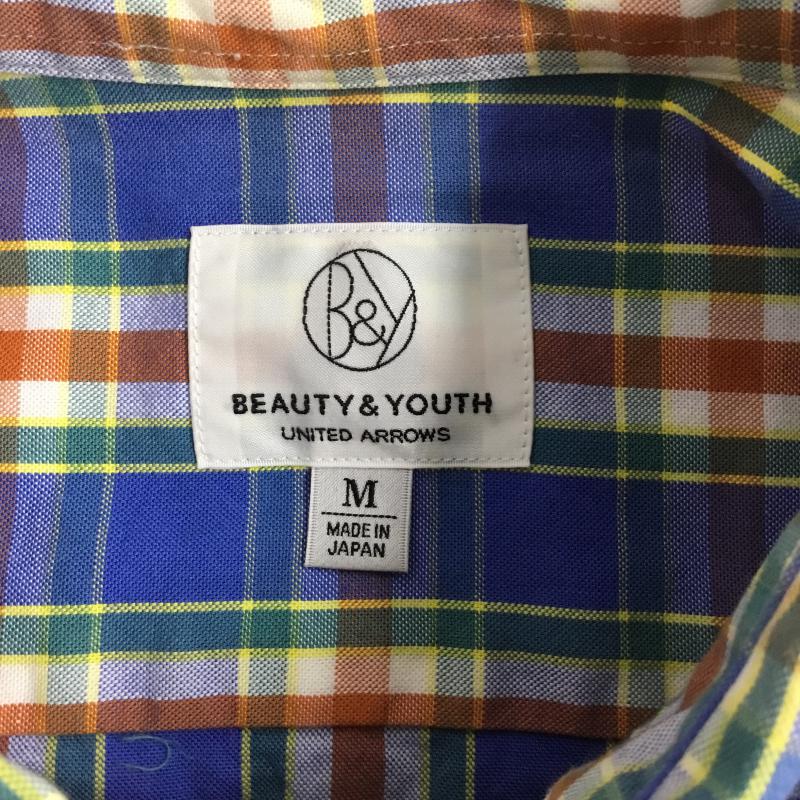 B&Y
BEAUTY & YOUTH
UNITED ARROWS
M
MADE IN
JAPAN